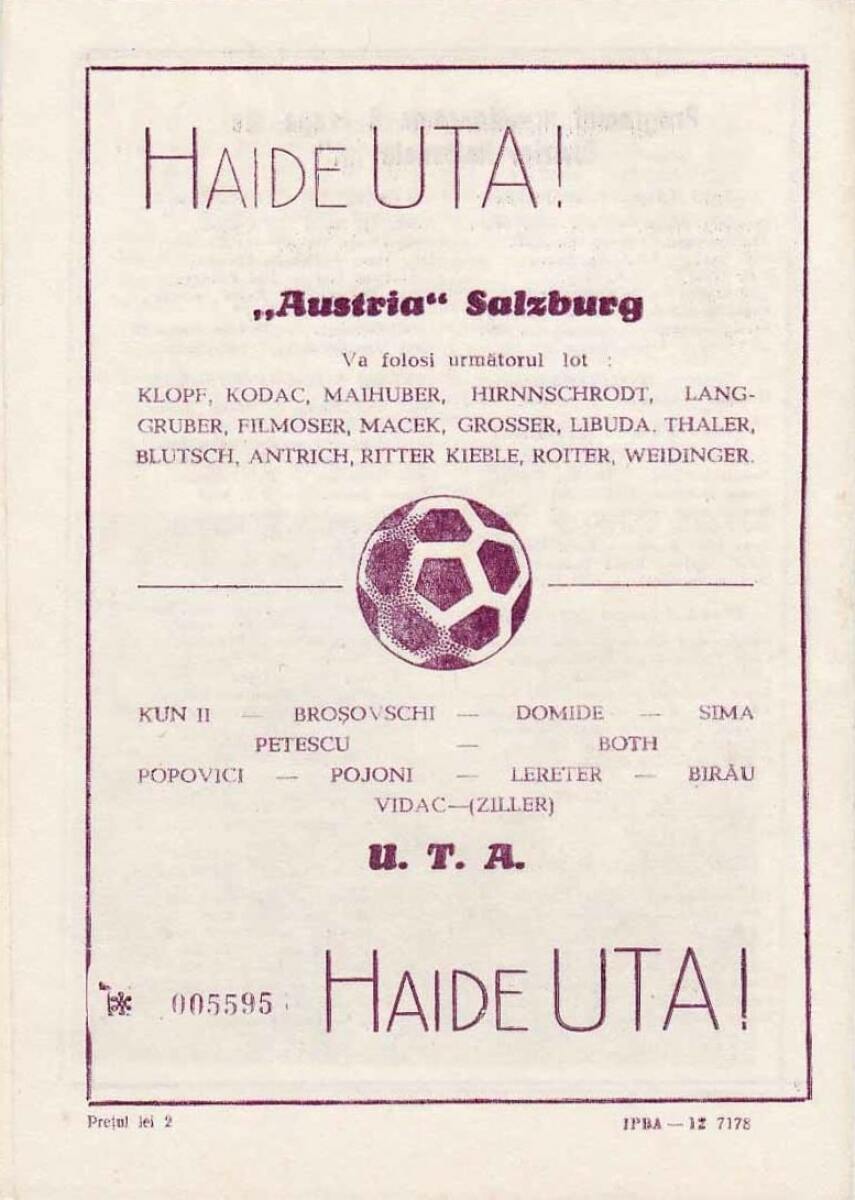 HAIDE UTA!
„Austria“ Salzburg
Va folosi următorul lot :
KLOPF, KODAC, MAIHUBER, HIRNNSCHRODT, LANG-
GRUBER, FILMOSER, MACEK, GROSSER, LIBUDA. THALER,
BLUTSCH, ANTRICH, RITTER KIEBLE, ROITER, WEIDINGER.
KUN II — BROȘOVSCHI — DOMIDE — SIMA
PETESCU — BOTH
POPOVICI — POJONI — LERETER — BIRĂU
VIDAC—(ZILLER)
U. T. A.
005595
HAIDE UTA!
Prețul lei 2
IPBA — 12 7178